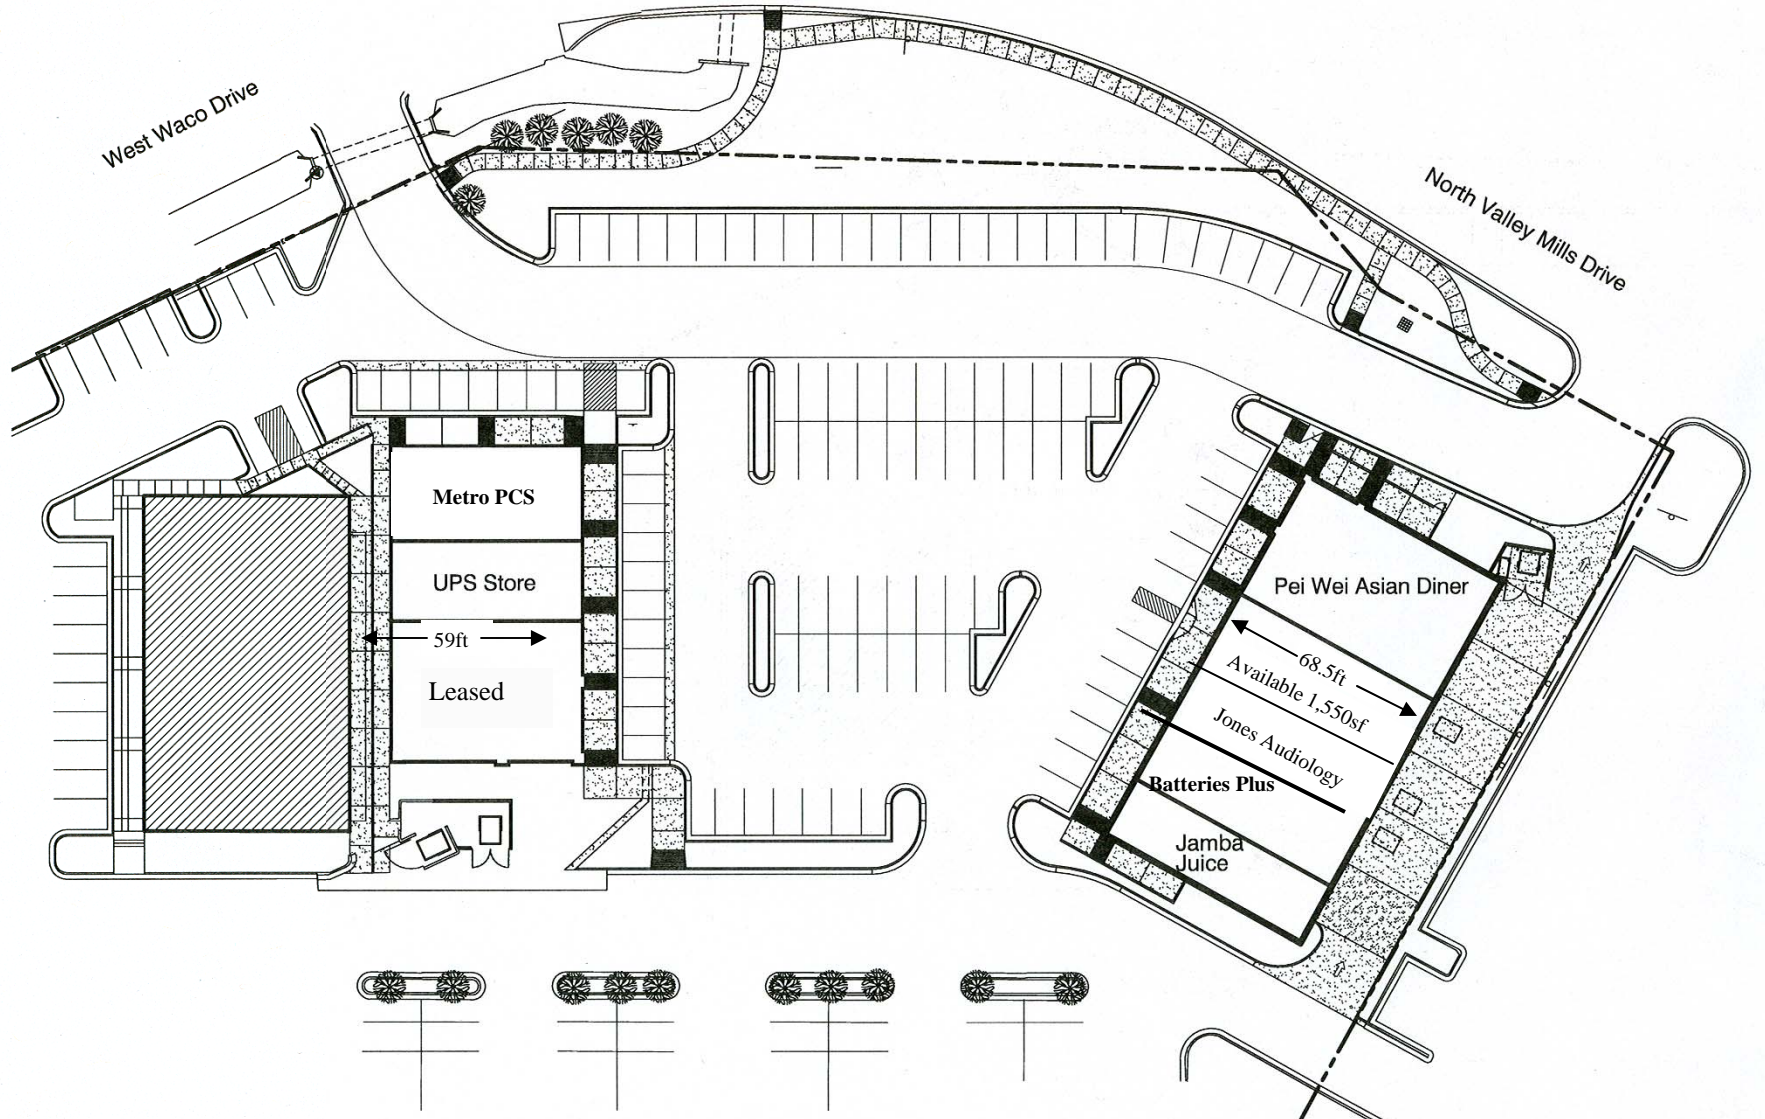 West Waco Drive
North Valley Mills Drive
Metro PCS
UPS Store
59ft
Leased
Pei Wei Asian Diner
68.5ft
Available 1,550sf
Jones Audiology
Batteries Plus
Jamba
Juice